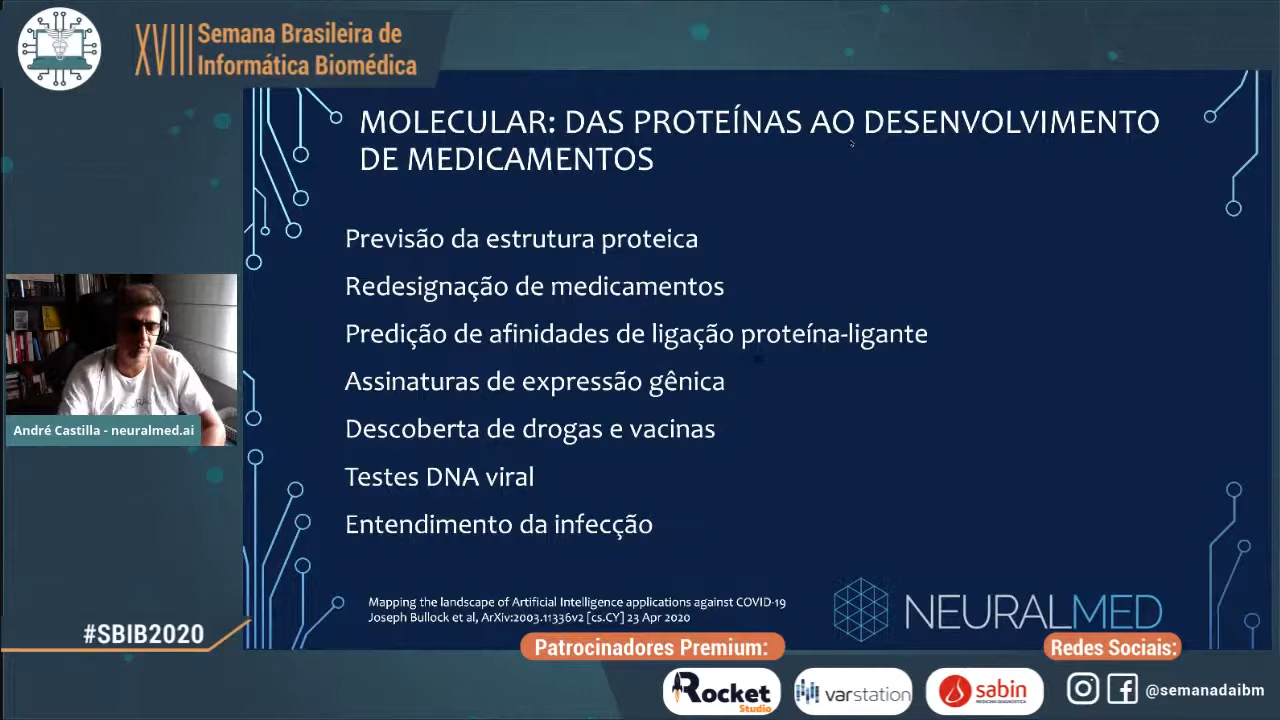 XVIII Semana Brasileira de
Informática Biomédica
MOLECULAR: DAS PROTEÍNAS AO DESENVOLVIMENTO
DE MEDICAMENTOS
Previsão da estrutura proteica
Redesignação de medicamentos
Predição de afinidades de ligação proteína-ligante
Assinaturas de expressão gênica
Descoberta de drogas e vacinas
Testes DNA viral
Entendimento da infecção
André Castilla - neuralmed.ai
Mapping the landscape of Artificial Intelligence applications against COVID-19
Joseph Bullock et al, ArXiv:2003.11336v2 [cs.CY] 23 Apr 2020
NEURALMED
#SBIB2020
Patrocinadores Premium:
Redes Sociais:
Rocket
Studio
varstation
sabin
MEDICINA DIAGNÓSTICA
@semanadaibm